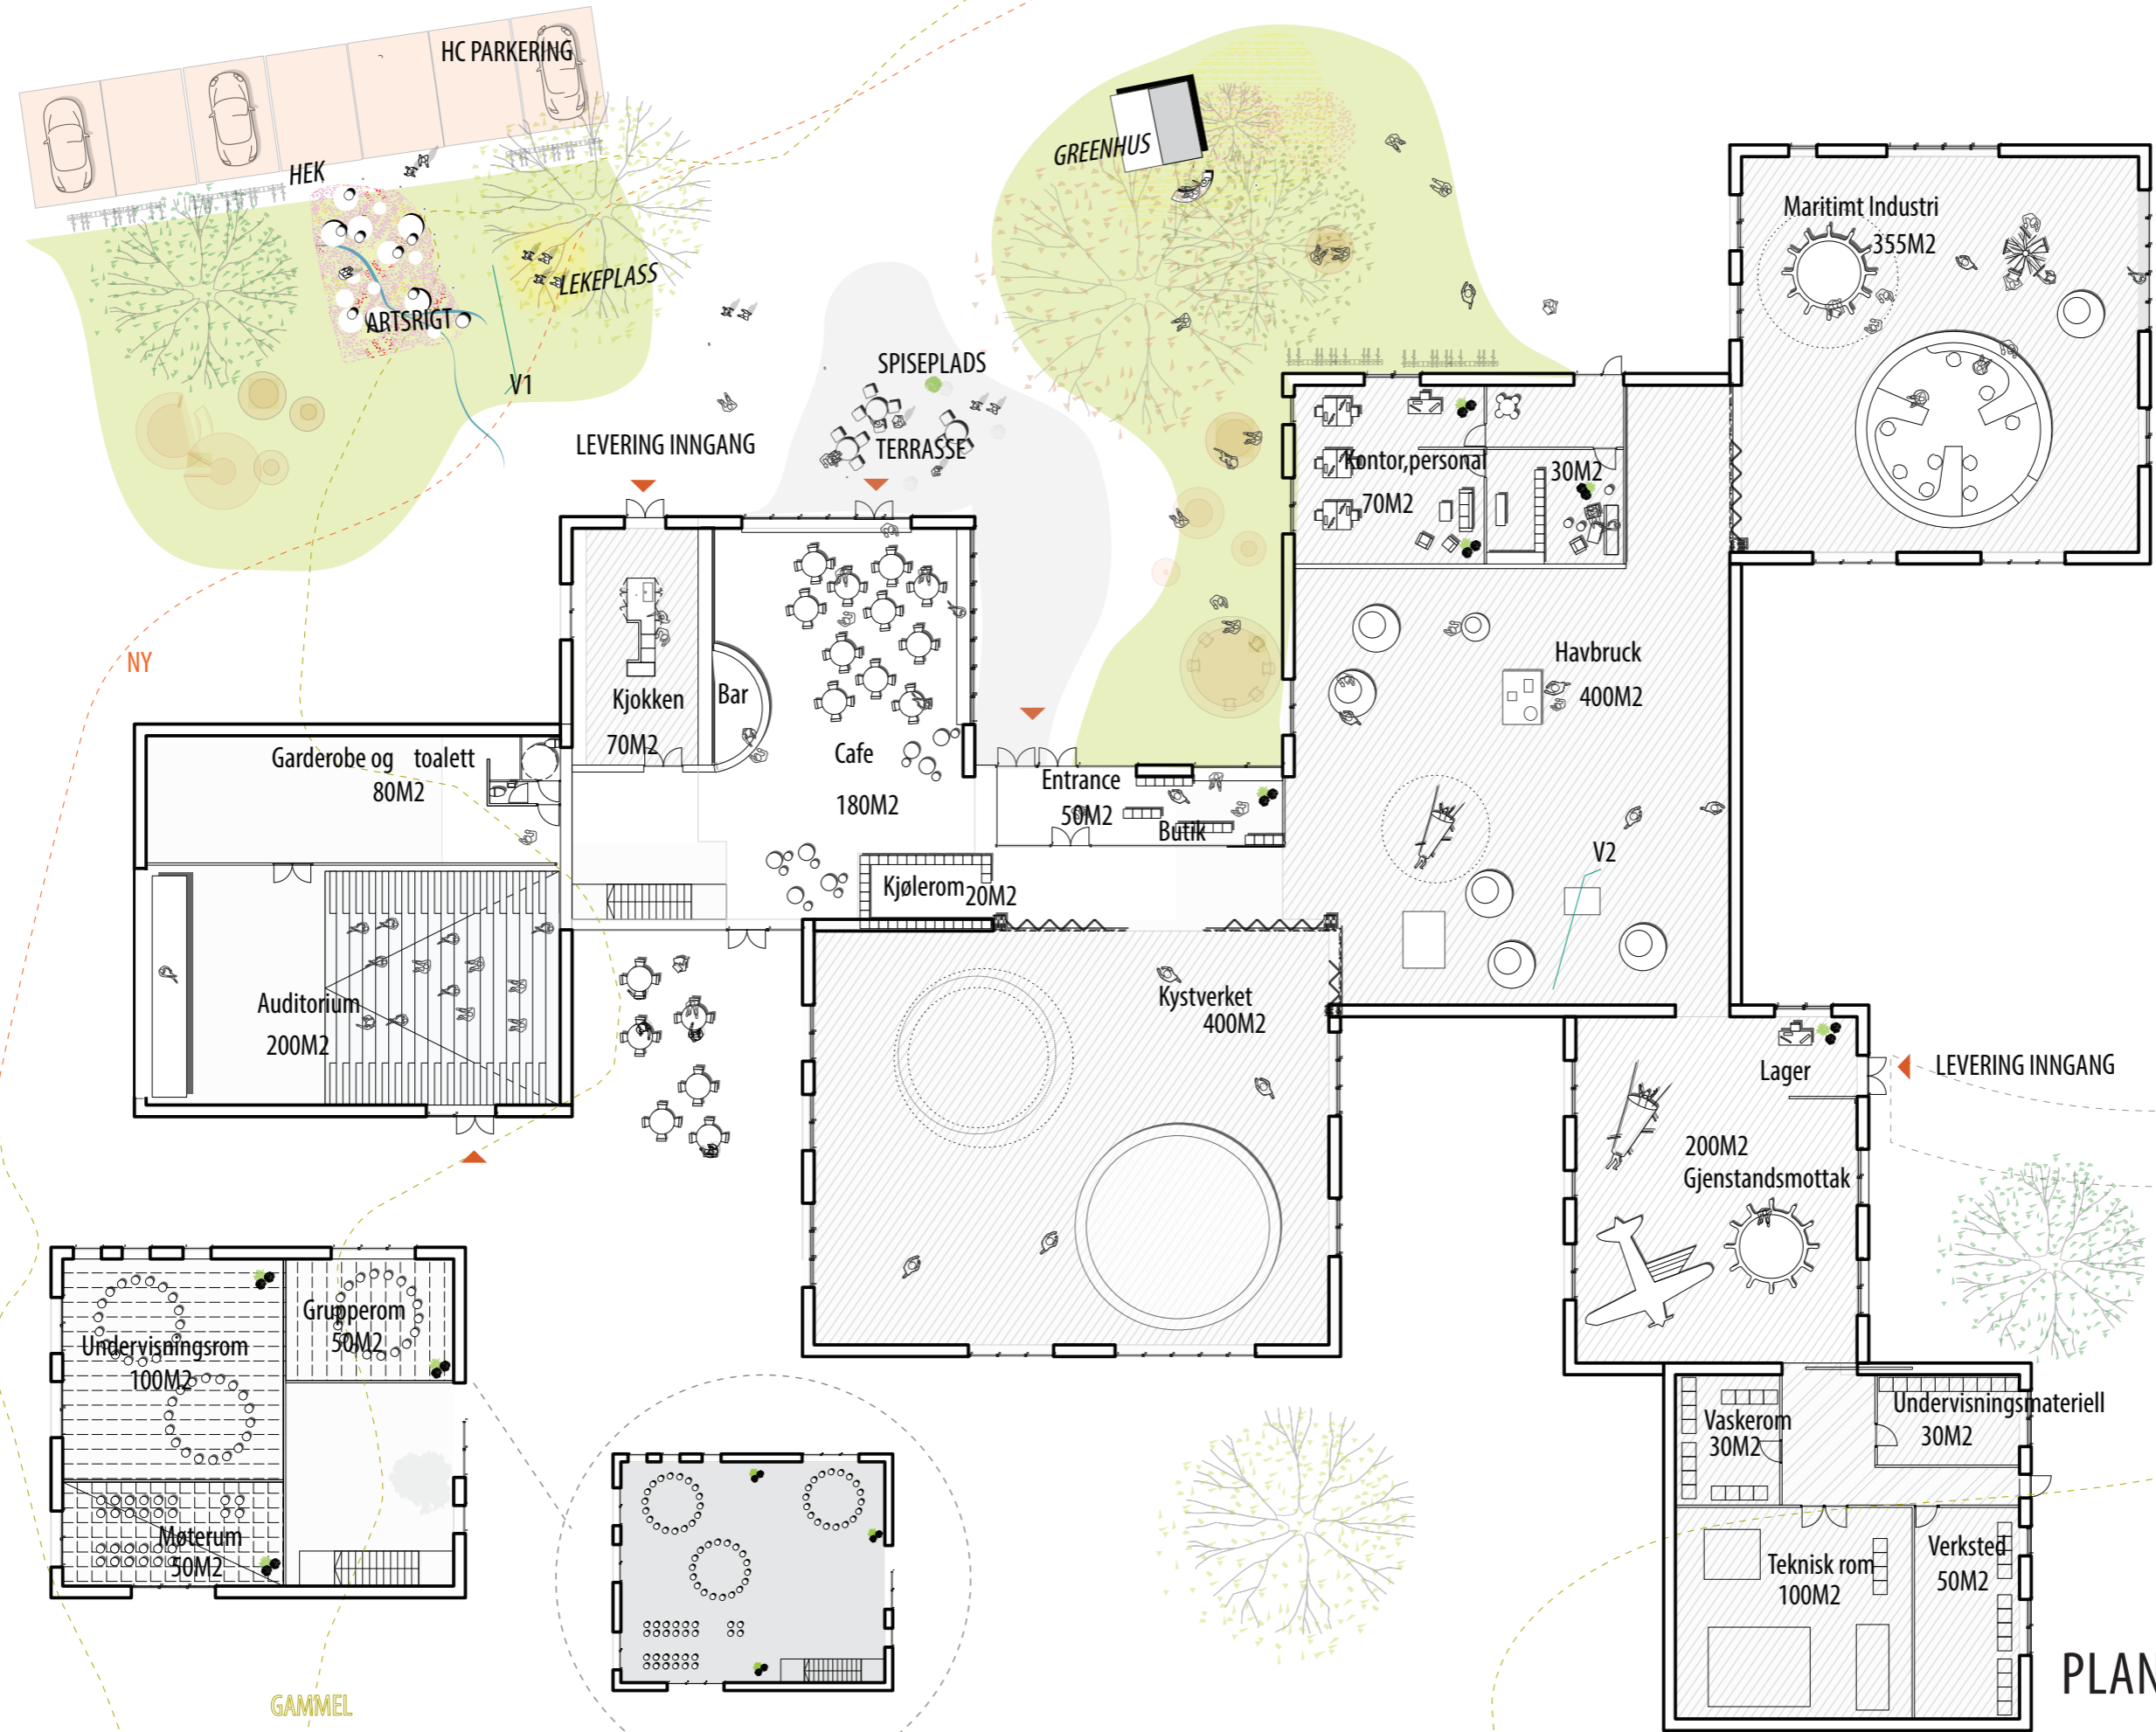 HC PARKERING
HEK
GREENHUS
LEKEPLASS
ARTSRIGT
V1
SPISEPLADS
TERRASSE
LEVERING INNGANG
Maritimt Industri
355M2
Kontor,personal
70M2
30M2
NY
Kjokken
70M2
Bar
Cafe
180M2
Havbruck
400M2
Garderobe og toalett
80M2
Entrance
50M2
Butik
V2
Kjølerom 20M2
Auditorium
200M2
Kystverket
400M2
Lager
LEVERING INNGANG
200M2
Gjenstandsmottak
Grupperom
50M2
Undervisningsrom
100M2
Møterum
50M2
Vaskerom
30M2
Undervisningsmateriell
30M2
Teknisk rom
100M2
Verksted
50M2
GAMMEL
PLAN